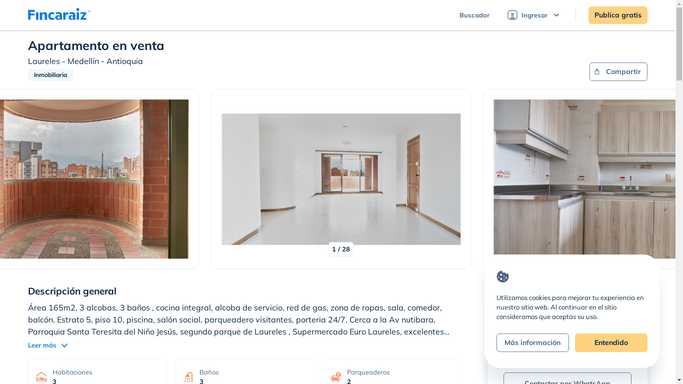 Fincaraiz
Buscador
Ingresar
Publica gratis
Apartamento en venta
Laureles - Medellín - Antioquia
Inmobiliaria
Compartir
1 / 28
Descripción general
Área 165m2, 3 alcobas, 3 baños , cocina integral, alcoba de servicio, red de gas, zona de ropas, sala, comedor,
balcón. Estrato 5, piso 10, piscina, salón social, parqueadero visitantes, portería 24/7. Cerca a la Av nutibara,
Parroquia Santa Teresita del Niño Jesús, segundo parque de Laureles , Supermercado Euro Laureles, excelentes...
Leer más
Habitaciones
3
Baños
3
Parqueaderos
2
Utilizamos cookies para mejorar tu experiencia en
nuestro sitio web. Al continuar en el sitio
consideramos que aceptas su uso.
Más información
Entendido
Contactar por WhatsApp